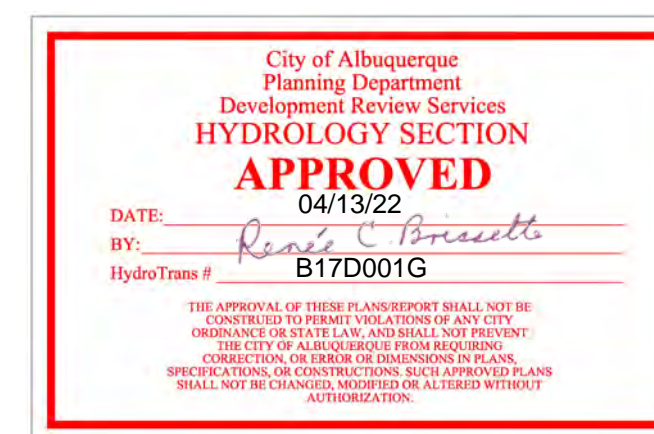 City of Albuquerque
Planning Department
Development Review Services
HYDROLOGY SECTION
APPROVED
DATE: 04/13/22
BY: Renée C. Brissette
HydroTrans # B17D001G
THE APPROVAL OF THESE PLANS/REPORT SHALL NOT BE
CONSTRUED TO PERMIT VIOLATIONS OF ANY CITY
ORDINANCE OR STATE LAW, AND SHALL NOT PREVENT
THE CITY OF ALBUQUERQUE FROM REQUIRING
CORRECTION, OR ERROR OR DIMENSIONS IN PLANS,
SPECIFICATIONS, OR CONSTRUCTIONS. SUCH APPROVED PLANS
SHALL NOT BE CHANGED, MODIFIED OR ALTERED WITHOUT
AUTHORIZATION.